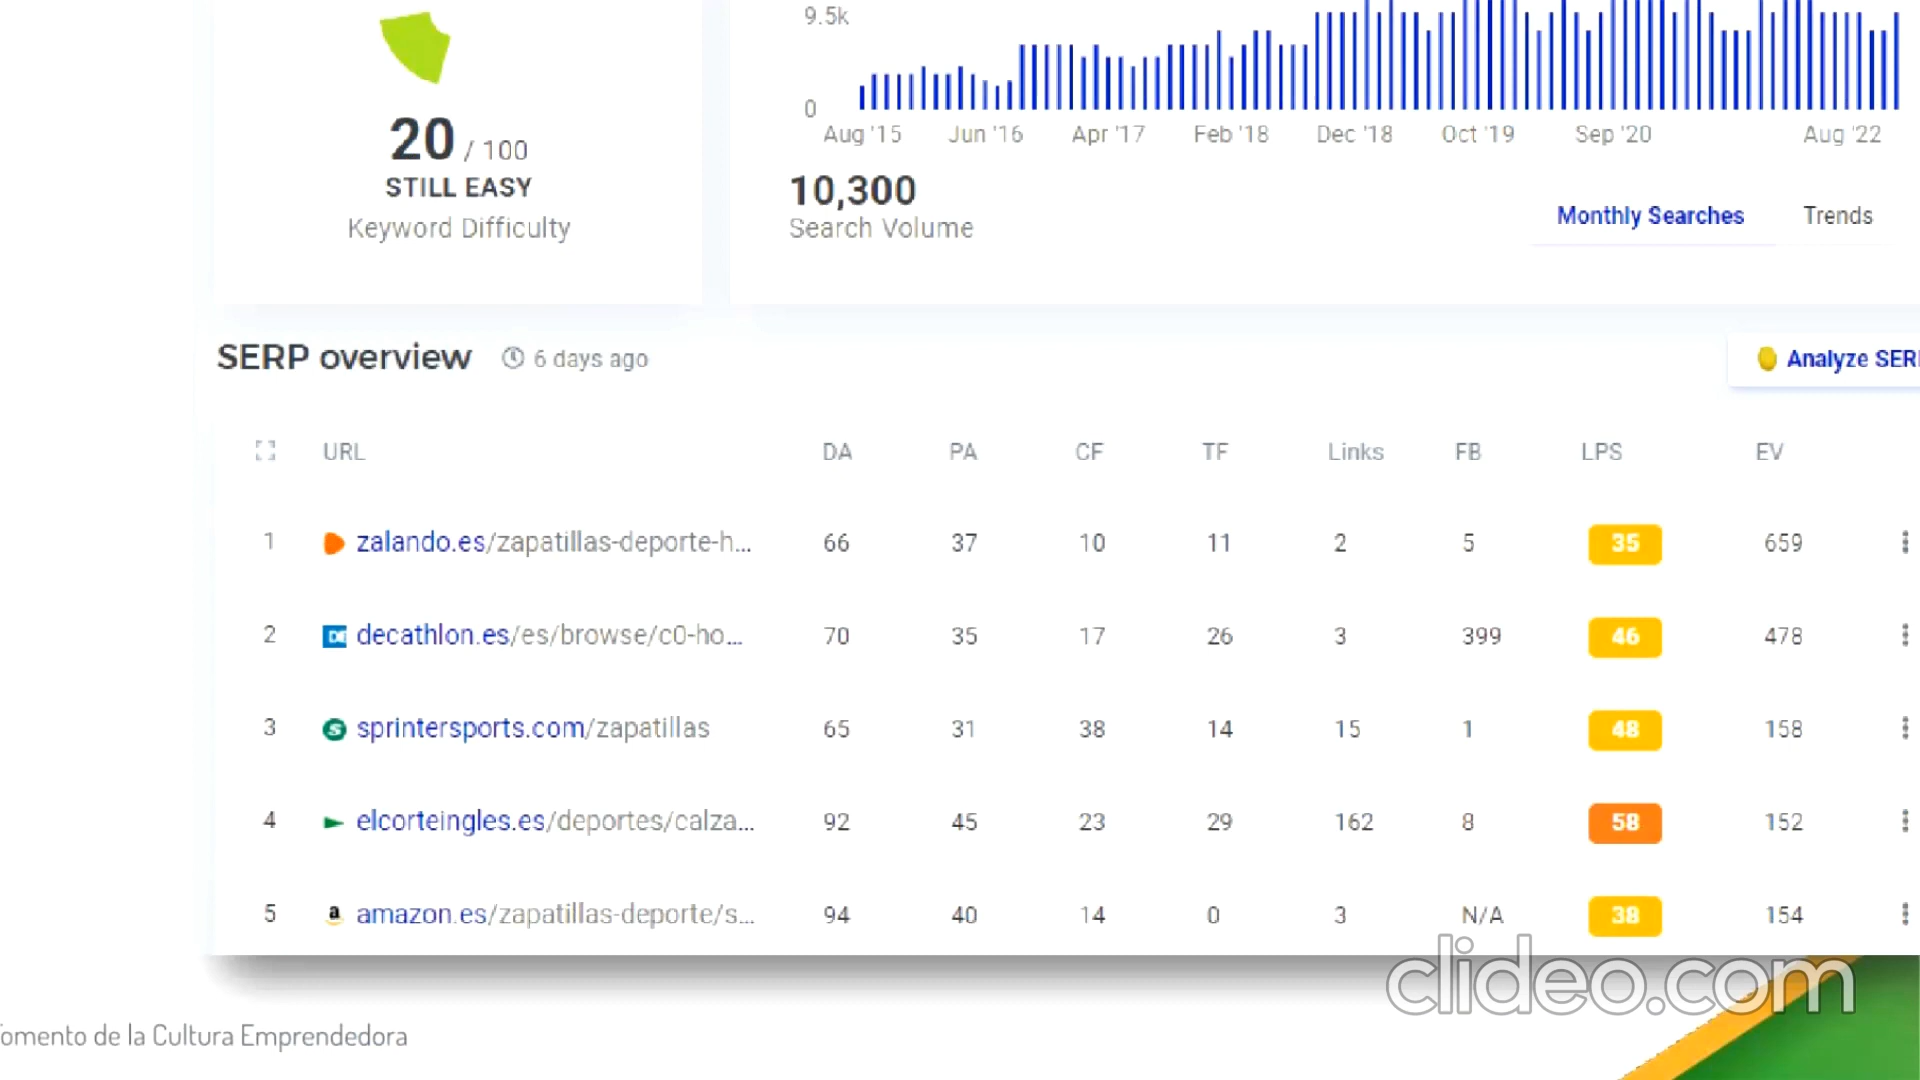 9.5k
0
Aug '15 Jun '16 Apr '17 Feb '18 Dec '18 Oct '19 Sep '20 Aug '22
20 / 100
STILL EASY
Keyword Difficulty
10,300
Search Volume
Monthly Searches Trends
SERP overview 6 days ago
Analyze SER
URL DA PA CF TF Links FB LPS EV
1 zalando.es/zapatillas-deporte-h... 66 37 10 11 2 5 35 659
2 decathlon.es/es/browse/c0-ho... 70 35 17 26 3 399 46 478
3 sprintersports.com/zapatillas 65 31 38 14 15 1 48 158
4 elcorteingles.es/deportes/calza... 92 45 23 29 162 8 58 152
5 amazon.es/zapatillas-deporte/s... 94 40 14 0 3 N/A 38 154
clideo.com
omento de la Cultura Emprendedora